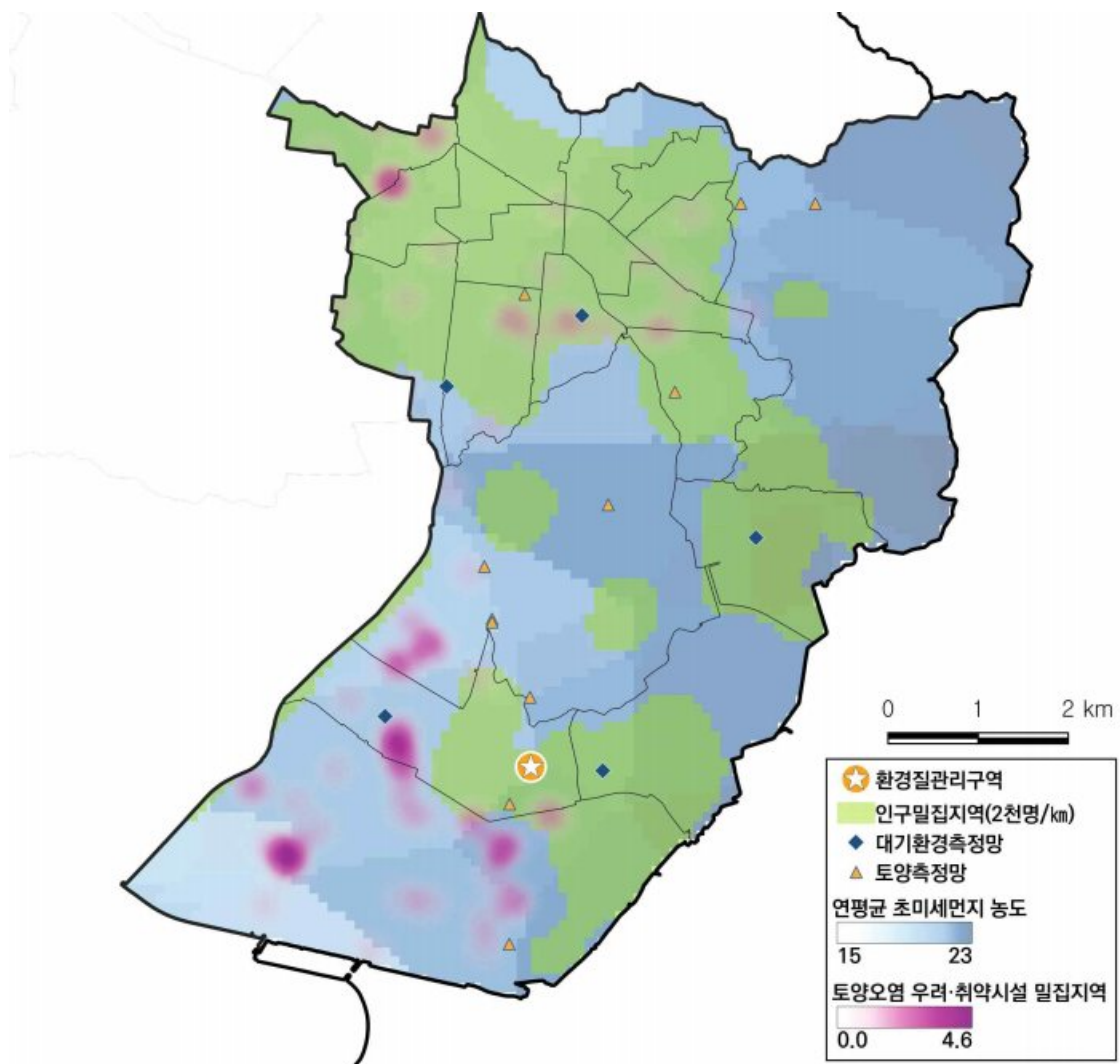 0 1 2 km
환경질관리구역
인구밀집지역(2천명/㎢)
대기환경측정망
토양측정망
연평균 초미세먼지 농도
15 23
토양오염 우려·취약시설 밀집지역
0.0 4.6